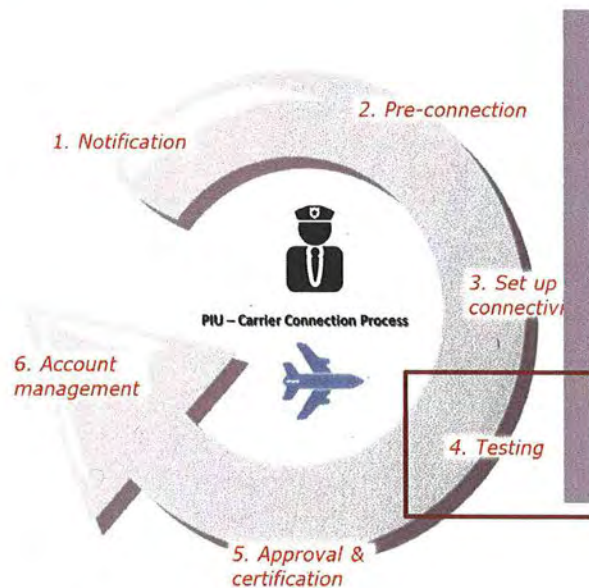 1. Notification
2. Pre-connection
3. Set up
connectivi
PIU – Carrier Connection Process
4. Testing
5. Approval &
certification
6. Account
management